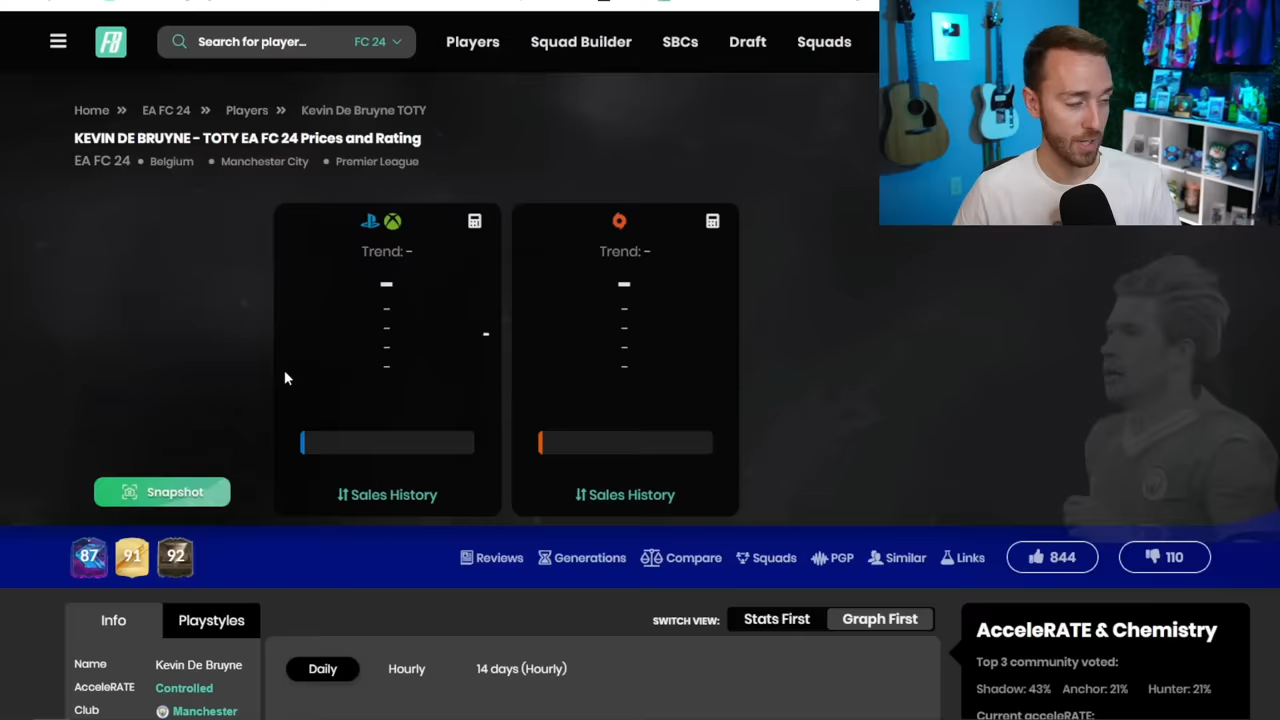 FB
Search for player...
FC 24
Players
Squad Builder
SBCs
Draft
Squads
Home » EA FC 24 » Players » Kevin De Bruyne TOTY
KEVIN DE BRUYNE - TOTY EA FC 24 Prices and Rating
EA FC 24 • Belgium • Manchester City • Premier League
Trend: -
Trend: -
Sales History
Sales History
Snapshot
87
91
92
Reviews
Generations
Compare
Squads
PGP
Similar
Links
844
110
Info
Playstyles
SWITCH VIEW:
Stats First
Graph First
Name Kevin De Bruyne
AcceleRATE Controlled
Club Manchester
Daily
Hourly
14 days (Hourly)
AcceleRATE & Chemistry
Top 3 community voted:
Shadow: 43% Anchor: 21% Hunter: 21%
Current acceleRATE: